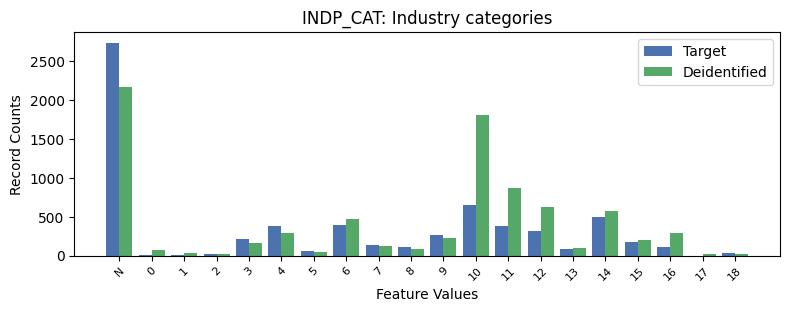 INDP_CAT: Industry categories
Target
Deidentified
Record Counts
2500
2000
1500
1000
500
0
N 0 1 2 3 4 5 6 7 8 9 10 11 12 13 14 15 16 17 18
Feature Values